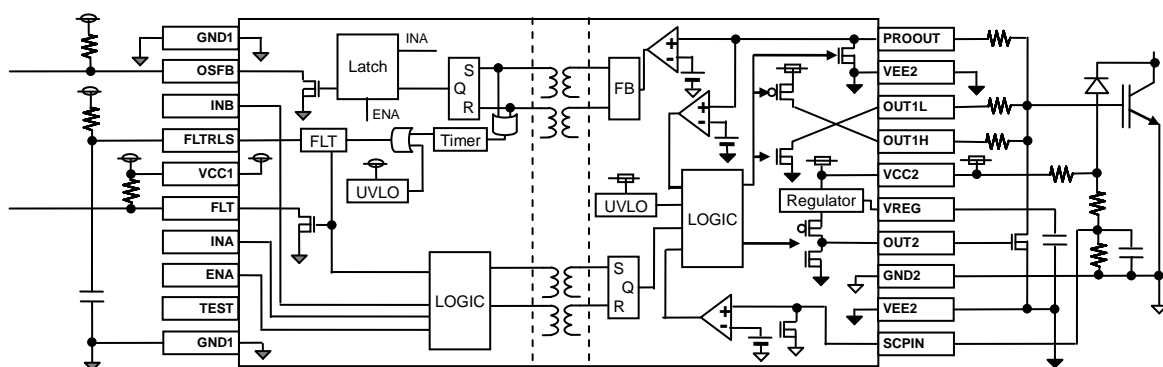 GND1
OSFB
INB
FLTRLS
VCC1
FLT
INA
ENA
TEST
GND1
Latch
INA
ENA
S
Q
R
FLT
Timer
UVLO
LOGIC
FB
UVLO
LOGIC
S
Q
R
Regulator
+
-
+
-
+
-
PROOUT
VEE2
OUT1L
OUT1H
VCC2
VREG
OUT2
GND2
VEE2
SCPIN